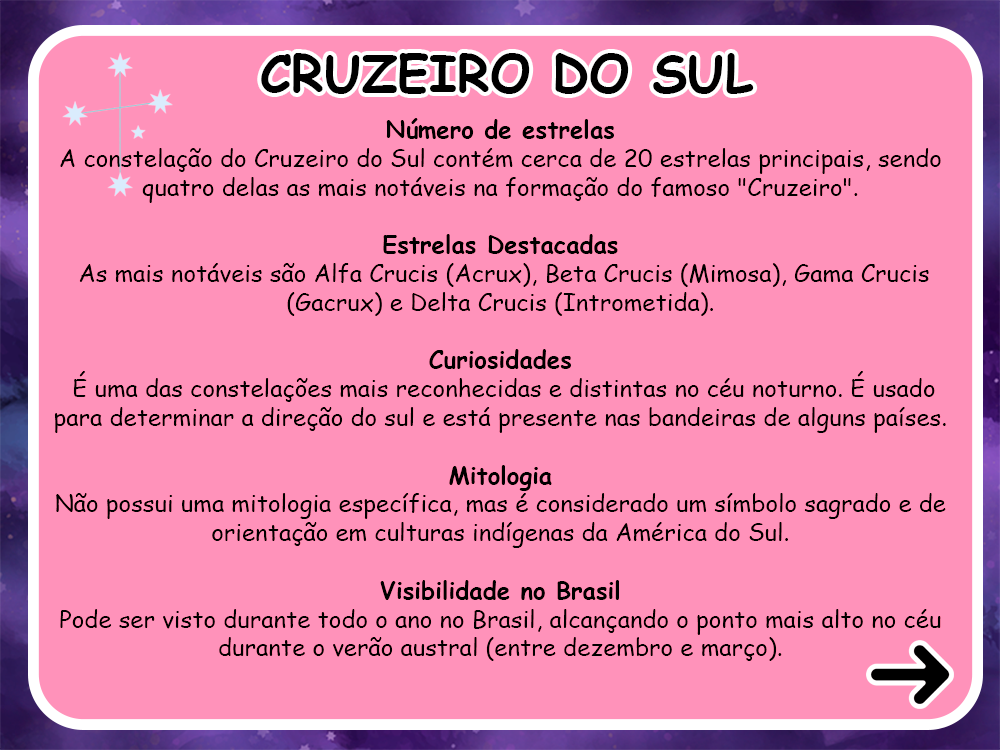 CRUZEIRO DO SUL
Número de estrelas
A constelação do Cruzeiro do Sul contém cerca de 20 estrelas principais, sendo
quatro delas as mais notáveis na formação do famoso "Cruzeiro".
Estrelas Destacadas
As mais notáveis são Alfa Crucis (Acrux), Beta Crucis (Mimosa), Gama Crucis
(Gacrux) e Delta Crucis (Intrometida).
Curiosidades
É uma das constelações mais reconhecidas e distintas no céu noturno. É usado
para determinar a direção do sul e está presente nas bandeiras de alguns países.
Mitologia
Não possui uma mitologia específica, mas é considerado um símbolo sagrado e de
orientação em culturas indígenas da América do Sul.
Visibilidade no Brasil
Pode ser visto durante todo o ano no Brasil, alcançando o ponto mais alto no céu
durante o verão austral (entre dezembro e março).